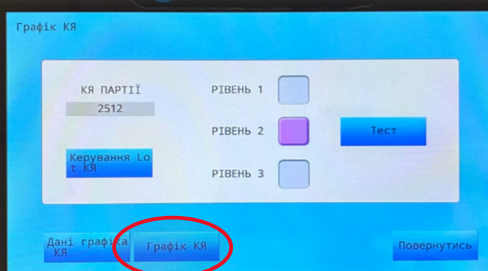 Графік КЯ
КЯ ПАРТІЇ
2512
РІВЕНЬ 1
РІВЕНЬ 2
Тест
Керування Lo
t КЯ
РІВЕНЬ 3
Дані графіка
КЯ
Графік КЯ
Повернутись